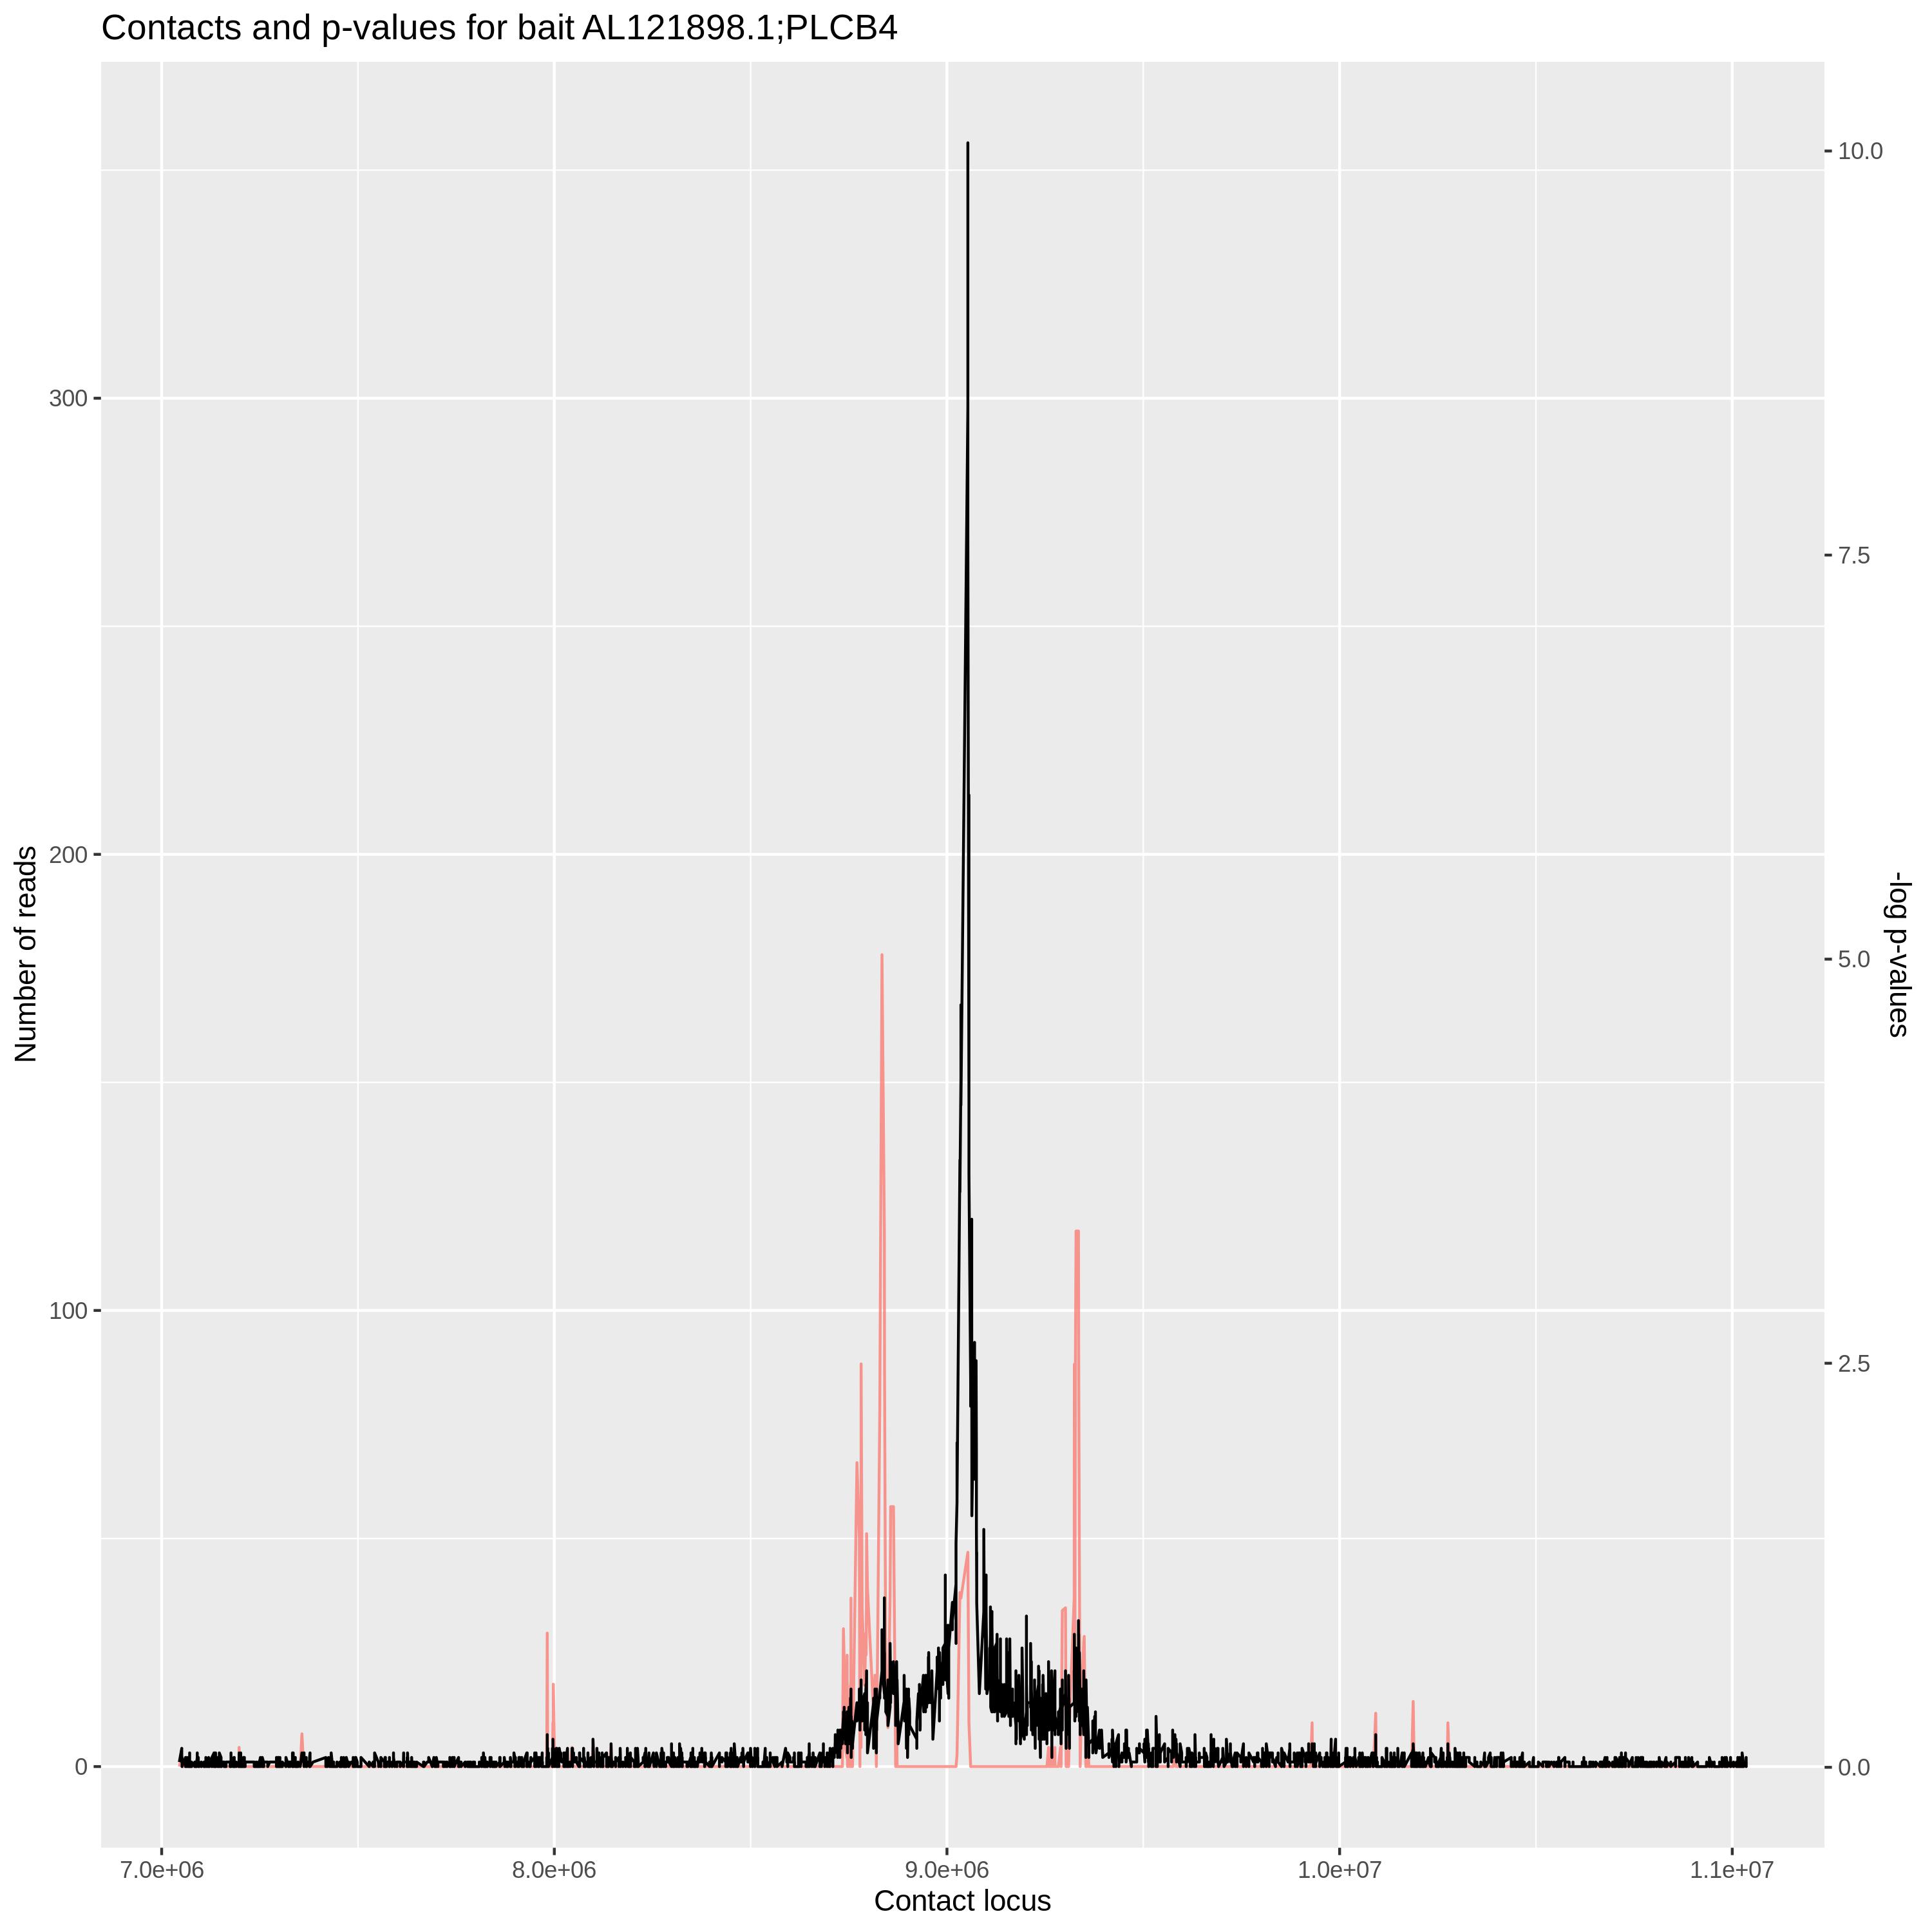 Contacts and p-values for bait AL121898.1;PLCB4
Number of reads
300
200
100
0
10.0
7.5
5.0
2.5
0.0
-log p-values
7.0e+06
8.0e+06
9.0e+06
1.0e+07
1.1e+07
Contact locus